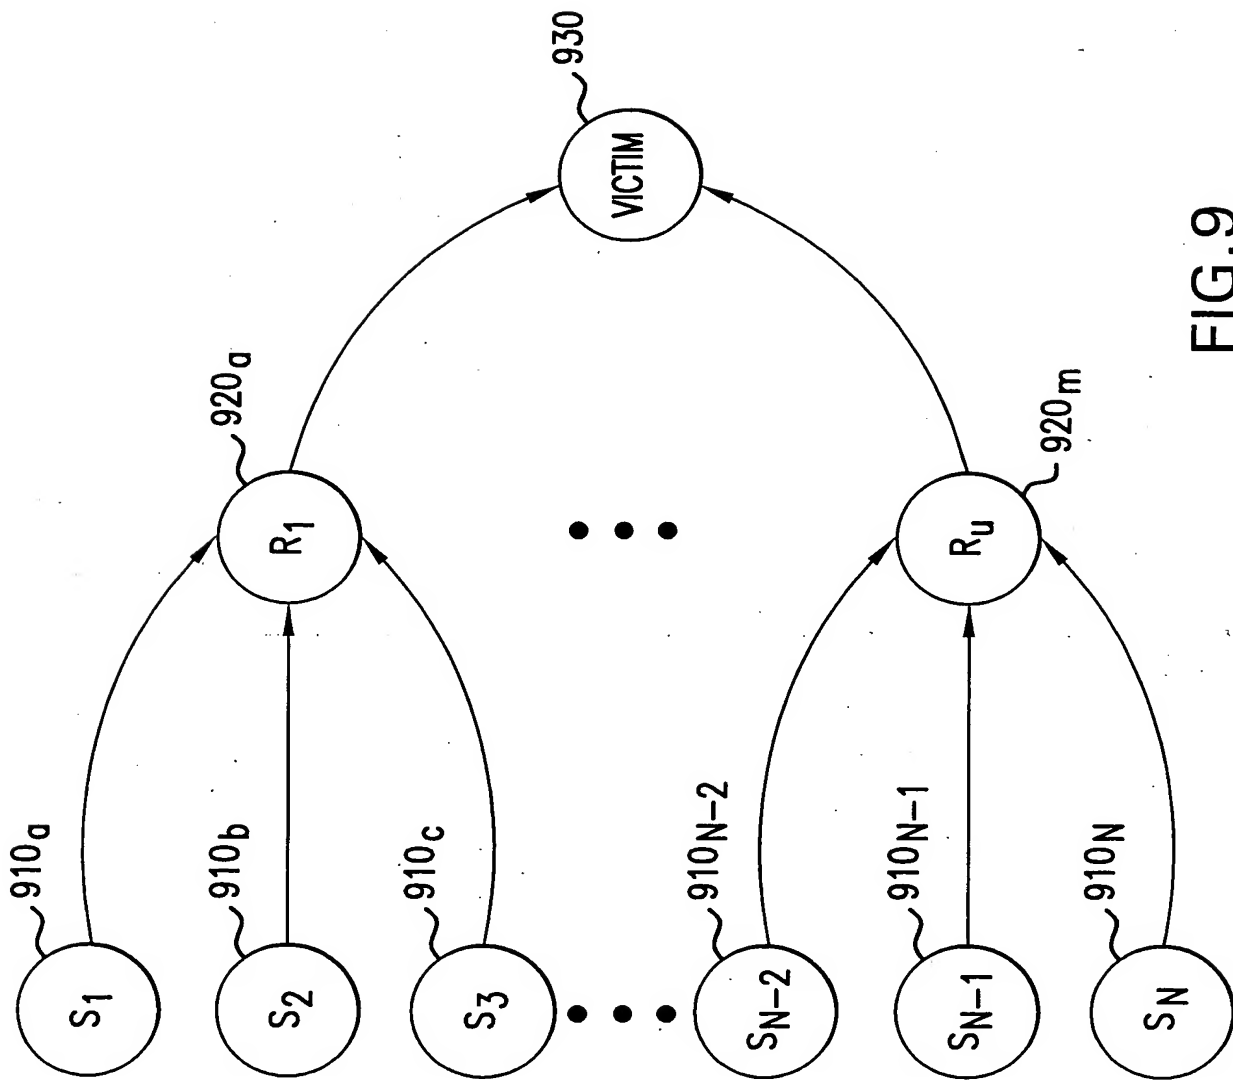 910a
S1
910b
S2
910c
S3
910N-2
SN-2
910N-1
SN-1
910N
SN
920a
R1
920m
Ru
930
VICTIM
FIG.9